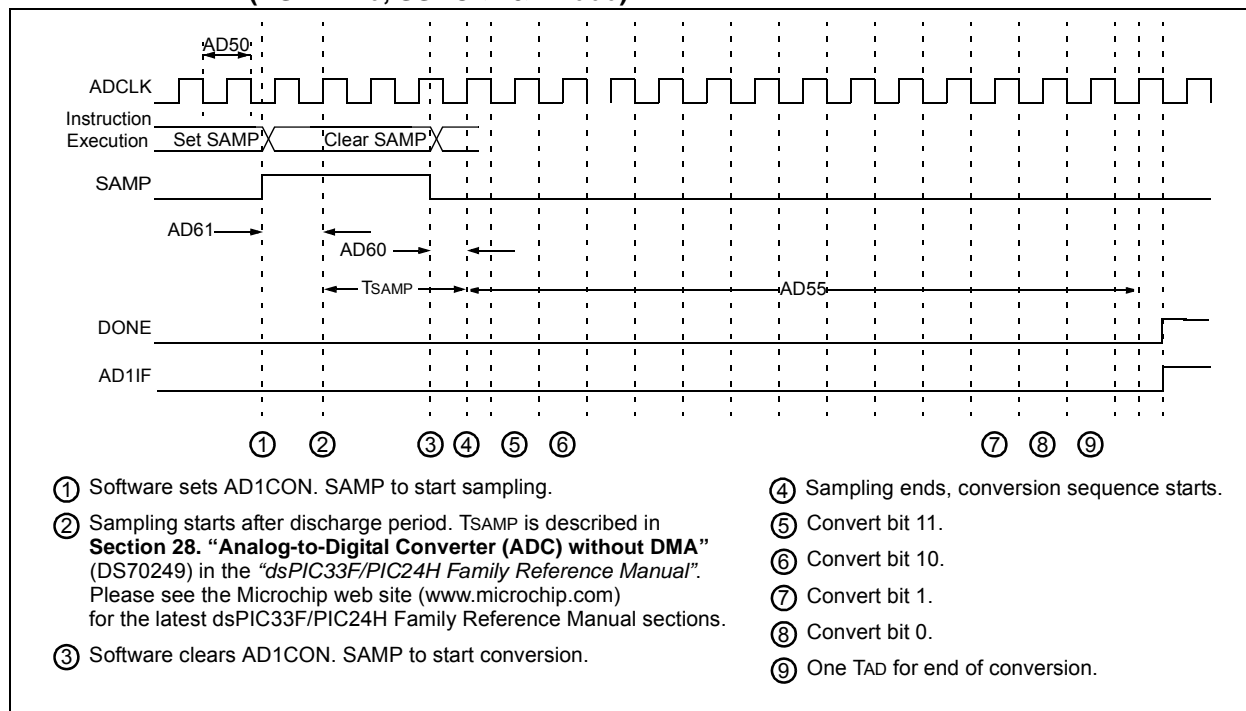 AD50
ADCLK
Instruction
Execution
Set SAMP
Clear SAMP
SAMP
AD61
AD60
TSAMP
AD55
DONE
AD1IF
1 2 3 4 5 6 7 8 9
1 Software sets AD1CON. SAMP to start sampling.
2 Sampling starts after discharge period. TSAMP is described in
Section 28. “Analog-to-Digital Converter (ADC) without DMA”
(DS70249) in the “dsPIC33F/PIC24H Family Reference Manual”.
Please see the Microchip web site (www.microchip.com)
for the latest dsPIC33F/PIC24H Family Reference Manual sections.
3 Software clears AD1CON. SAMP to start conversion.
4 Sampling ends, conversion sequence starts.
5 Convert bit 11.
6 Convert bit 10.
7 Convert bit 1.
8 Convert bit 0.
9 One TAD for end of conversion.